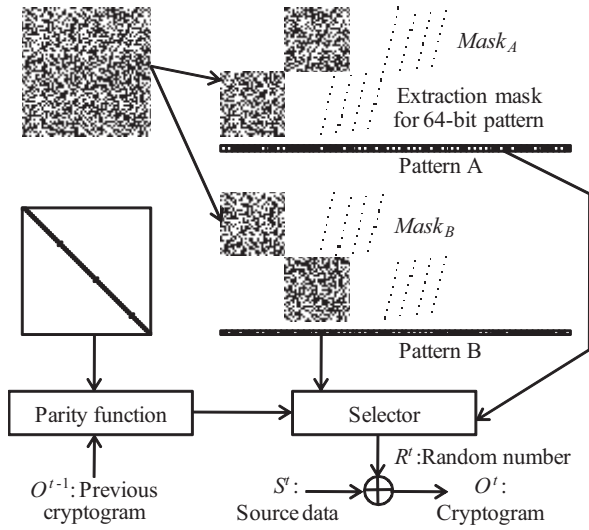 Mask_A
Extraction mask
for 64-bit pattern
Pattern A
Mask_B
Pattern B
Parity function
Selector
R^t:Random number
O^{t-1}:Previous
cryptogram
S^t:
Source data
O^t:
Cryptogram